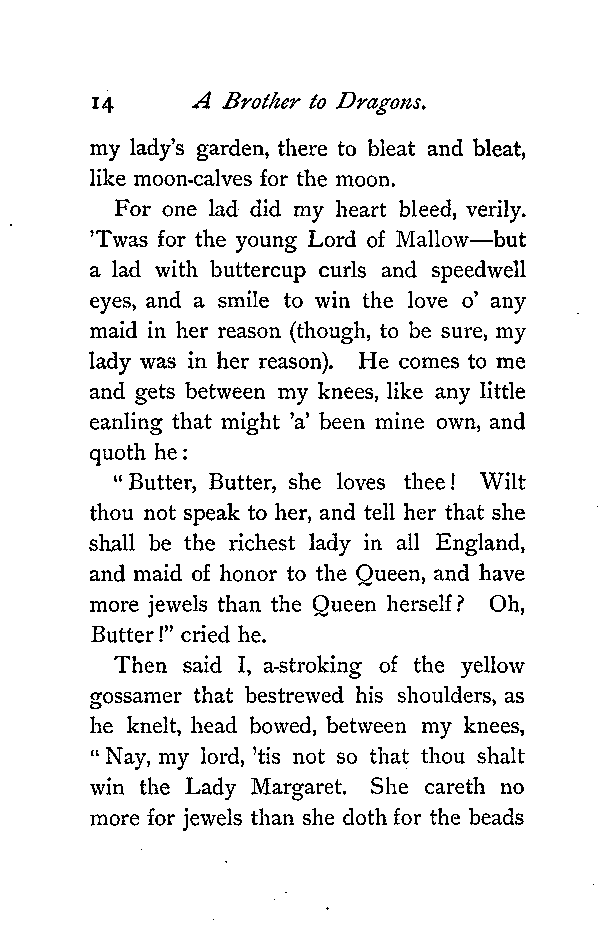 14 A Brother to Dragons.
my lady's garden, there to bleat and bleat,
like moon-calves for the moon.
For one lad did my heart bleed, verily.
'Twas for the young Lord of Mallow—but
a lad with buttercup curls and speedwell
eyes, and a smile to win the love o' any
maid in her reason (though, to be sure, my
lady was in her reason). He comes to me
and gets between my knees, like any little
eanling that might 'a' been mine own, and
quoth he:
"Butter, Butter, she loves thee! Wilt
thou not speak to her, and tell her that she
shall be the richest lady in all England,
and maid of honor to the Queen, and have
more jewels than the Queen herself? Oh,
Butter!" cried he.
Then said I, a-stroking of the yellow
gossamer that bestrewed his shoulders, as
he knelt, head bowed, between my knees,
"Nay, my lord, 'tis not so that thou shalt
win the Lady Margaret. She careth no
more for jewels than she doth for the beads